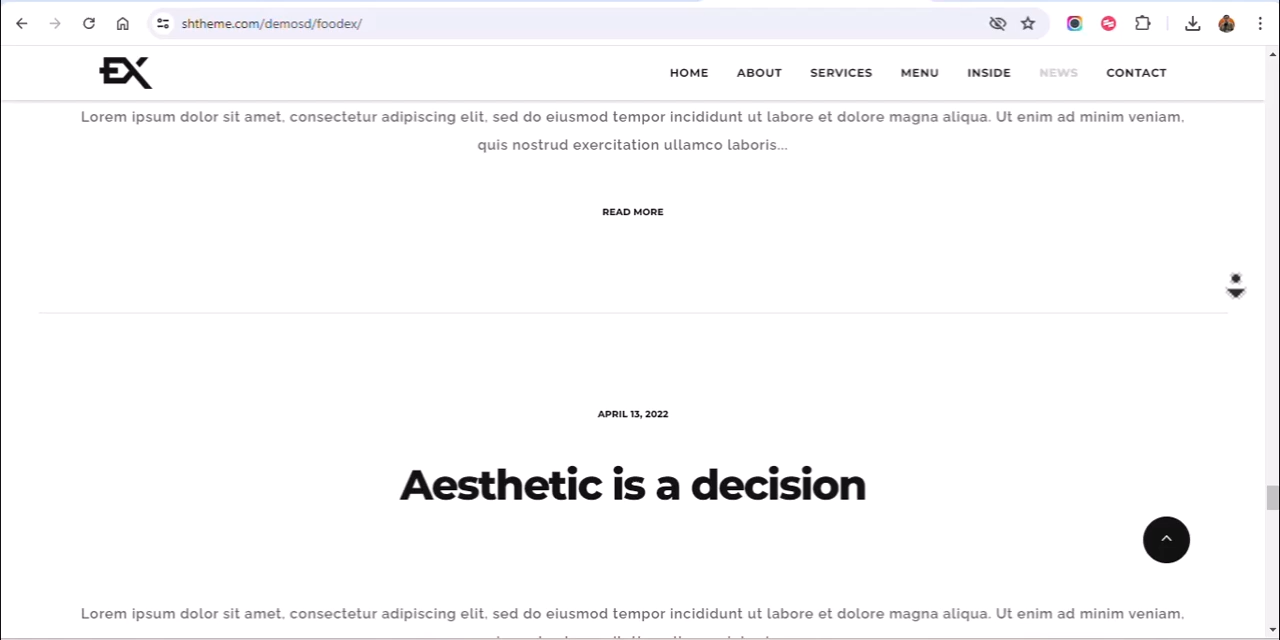 shtheme.com/demosd/foodex/
EX
HOME ABOUT SERVICES MENU INSIDE NEWS CONTACT
Lorem ipsum dolor sit amet, consectetur adipiscing elit, sed do eiusmod tempor incididunt ut labore et dolore magna aliqua. Ut enim ad minim veniam,
quis nostrud exercitation ullamco laboris...
READ MORE
APRIL 13, 2022
Aesthetic is a decision
Lorem ipsum dolor sit amet, consectetur adipiscing elit, sed do eiusmod tempor incididunt ut labore et dolore magna aliqua. Ut enim ad minim veniam,